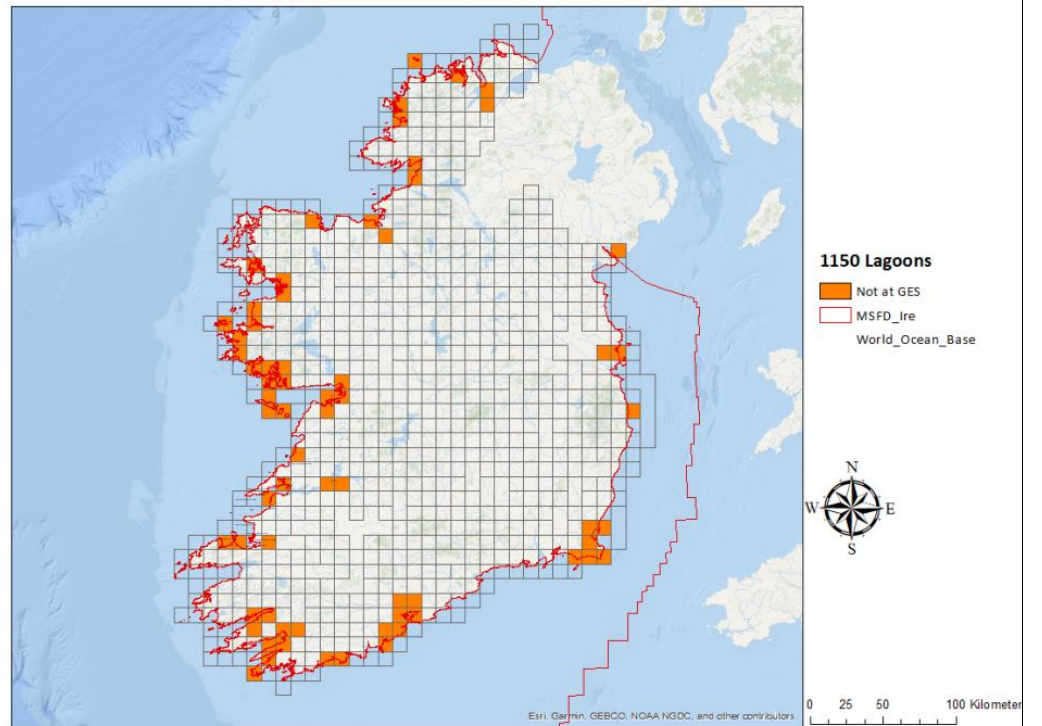 1150 Lagoons
Not at GES
MSFD_Ire
World_Ocean_Base
N
W
E
S
0 25 50 100 Kilometer
Esri, Garmin, GEBCO, NOAA NGDC, and other contributors